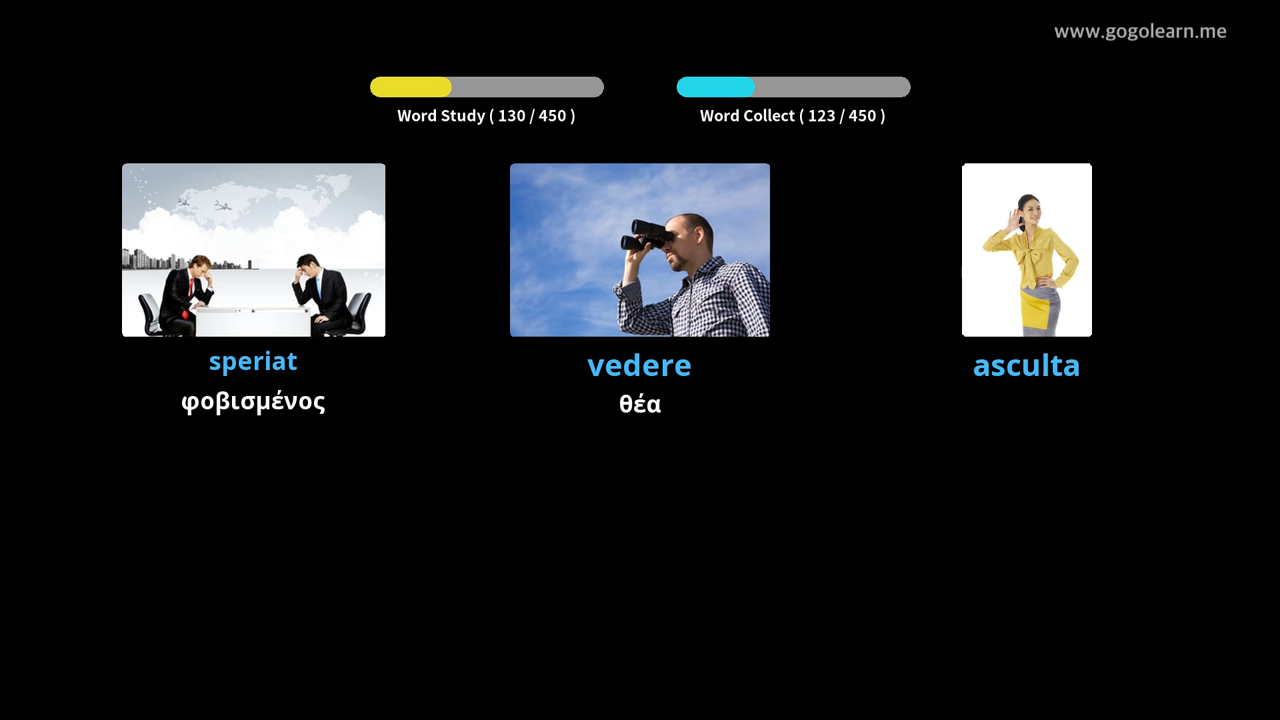 www.gogolearn.me
Word Study ( 130 / 450 )
Word Collect ( 123 / 450 )
speriat
φοβισμένος
vedere
θέα
asculta